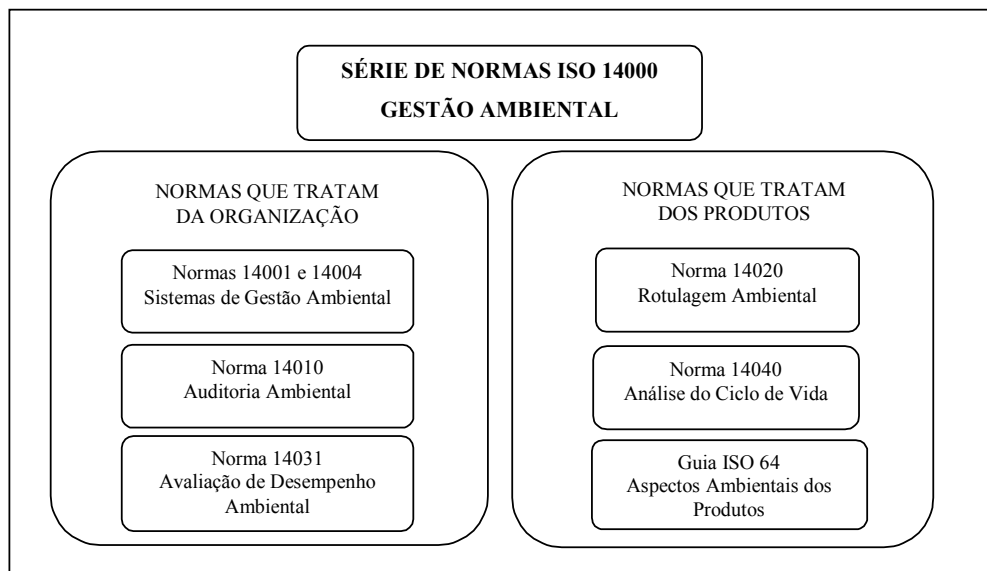 SÉRIE DE NORMAS ISO 14000
GESTÃO AMBIENTAL
NORMAS QUE TRATAM
DA ORGANIZAÇÃO
Normas 14001 e 14004
Sistemas de Gestão Ambiental
Norma 14010
Auditoria Ambiental
Norma 14031
Avaliação de Desempenho
Ambiental
NORMAS QUE TRATAM
DOS PRODUTOS
Norma 14020
Rotulagem Ambiental
Norma 14040
Análise do Ciclo de Vida
Guia ISO 64
Aspectos Ambientais dos
Produtos